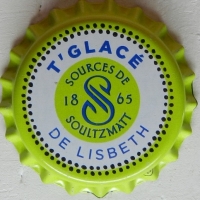 T'GLACÉ
SOURCES DE
18 S 65
SOULTZMATT
DE LISBETH